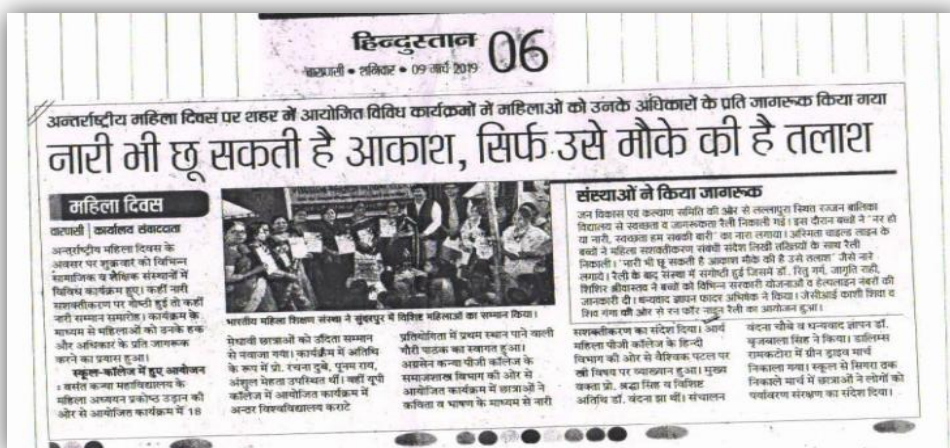 हिन्दुस्तान 06
वाराणसी • शनिवार • 09 मार्च 2019
अन्तर्राष्ट्रीय महिला दिवस पर शहर में आयोजित विविध कार्यक्रमों में महिलाओं को उनके अधिकारों के प्रति जागरूक किया गया
नारी भी छू सकती है आकाश, सिर्फ उसे मौके की है तलाश
महिला दिवस
वाराणसी | कार्यालय संवाददाता
अन्तर्राष्ट्रीय महिला दिवस के
अवसर पर शुक्रवार को विभिन्न
सामाजिक व शैक्षिक संस्थानों में
विविध कार्यक्रम हुए। कहीं नारी
सशक्तीकरण पर गोष्ठी हुई तो कहीं
नारी सम्मान समारोह। कार्यक्रम के
माध्यम से महिलाओं को उनके हक
और अधिकार के प्रति जागरूक
करने का प्रयास हुआ।
स्कूल-कॉलेज में हुए आयोजन
: वसंत कन्या महाविद्यालय के
महिला अध्ययन प्रकोष्ठ उड़ान की
ओर से आयोजित कार्यक्रम में 18
भारतीय महिला शिक्षण संस्था ने सुंदरपुर में विशिष्ट महिलाओं का सम्मान किया।
मेधावी छात्राओं को उदिता सम्मान
से नवाजा गया। कार्यक्रम में अतिथि
के रूप में प्रो. रचना दुबे, पूनम राय,
अंशुल मेहता उपस्थित थीं। वहीं यूपी
कॉलेज में आयोजित कार्यक्रम में
अन्तर विश्वविद्यालय कराटे
प्रतियोगिता में प्रथम स्थान पाने वाली
गौरी पाठक का स्वागत हुआ।
अग्रसेन कन्या पीजी कॉलेज के
समाजशास्त्र विभाग की ओर से
आयोजित कार्यक्रम में छात्राओं ने
कविता व भाषण के माध्यम से नारी
संस्थाओं ने किया जागरूक
जन विकास एवं कल्याण समिति की ओर से लल्लापुरा स्थित रज्जन बालिका
विद्यालय से स्वच्छता व जागरूकता रैली निकाली गई। इस दौरान बच्चों ने 'नर हो
या नारी, स्वच्छता हम सबकी बारी' का नारा लगाया। अस्मिता चाइल्ड लाइन के
बच्चों ने महिला सशक्तीकरण संबंधी संदेश लिखी तख्तियों के साथ रैली
निकाली। 'नारी भी छू सकती है आकाश मौके की है उसे तलाश' जैसे नारे
लगाये। रैली के बाद संस्था में संगोष्ठी हुई जिसमें डॉ. रितु गर्ग, जागृति राही,
शिशिर श्रीवास्तव ने बच्चों को विभिन्न सरकारी योजनाओं व हेल्पलाइन नंबरों की
जानकारी दी। धन्यवाद ज्ञापन फादर अभिषेक ने किया। जेसीआई काशी शिवा व
शिव गंगा की ओर से रन फॉर नाइन रैली का आयोजन हुआ।
सशक्तीकरण का संदेश दिया। आर्य
महिला पीजी कॉलेज के हिन्दी
विभाग की ओर से वैश्विक पटल पर
स्त्री विषय पर व्याख्यान हुआ। मुख्य
वक्ता प्रो. श्रद्धा सिंह व विशिष्ट
अतिथि डॉ. वंदना झा थीं। संचालन
वंदना चौबे व धन्यवाद ज्ञापन डॉ.
बृजबाला सिंह ने किया। डालिम्स
रामकटोरा में ग्रीन ड्राइव मार्च
निकाला गया। स्कूल से सिगरा तक
निकाले मार्च में छात्राओं ने लोगों को
पर्यावरण संरक्षण का संदेश दिया।